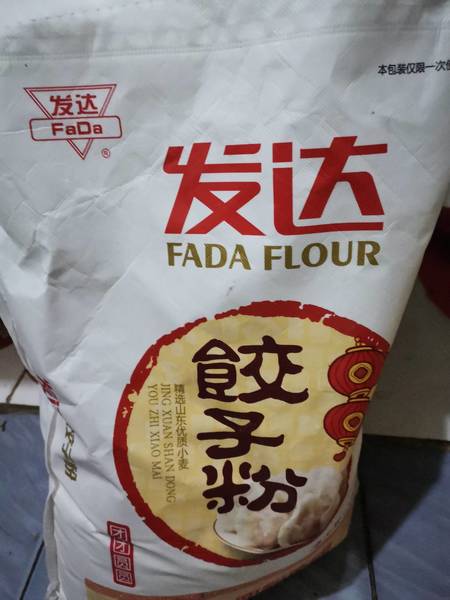 本包装仅限一次
发达
FaDa
®
发达
FADA FLOUR
餃子粉
精选山东优质小麦
JING XUAN SHAN DONG
YOU ZHI XIAO MAI
团团圆圆